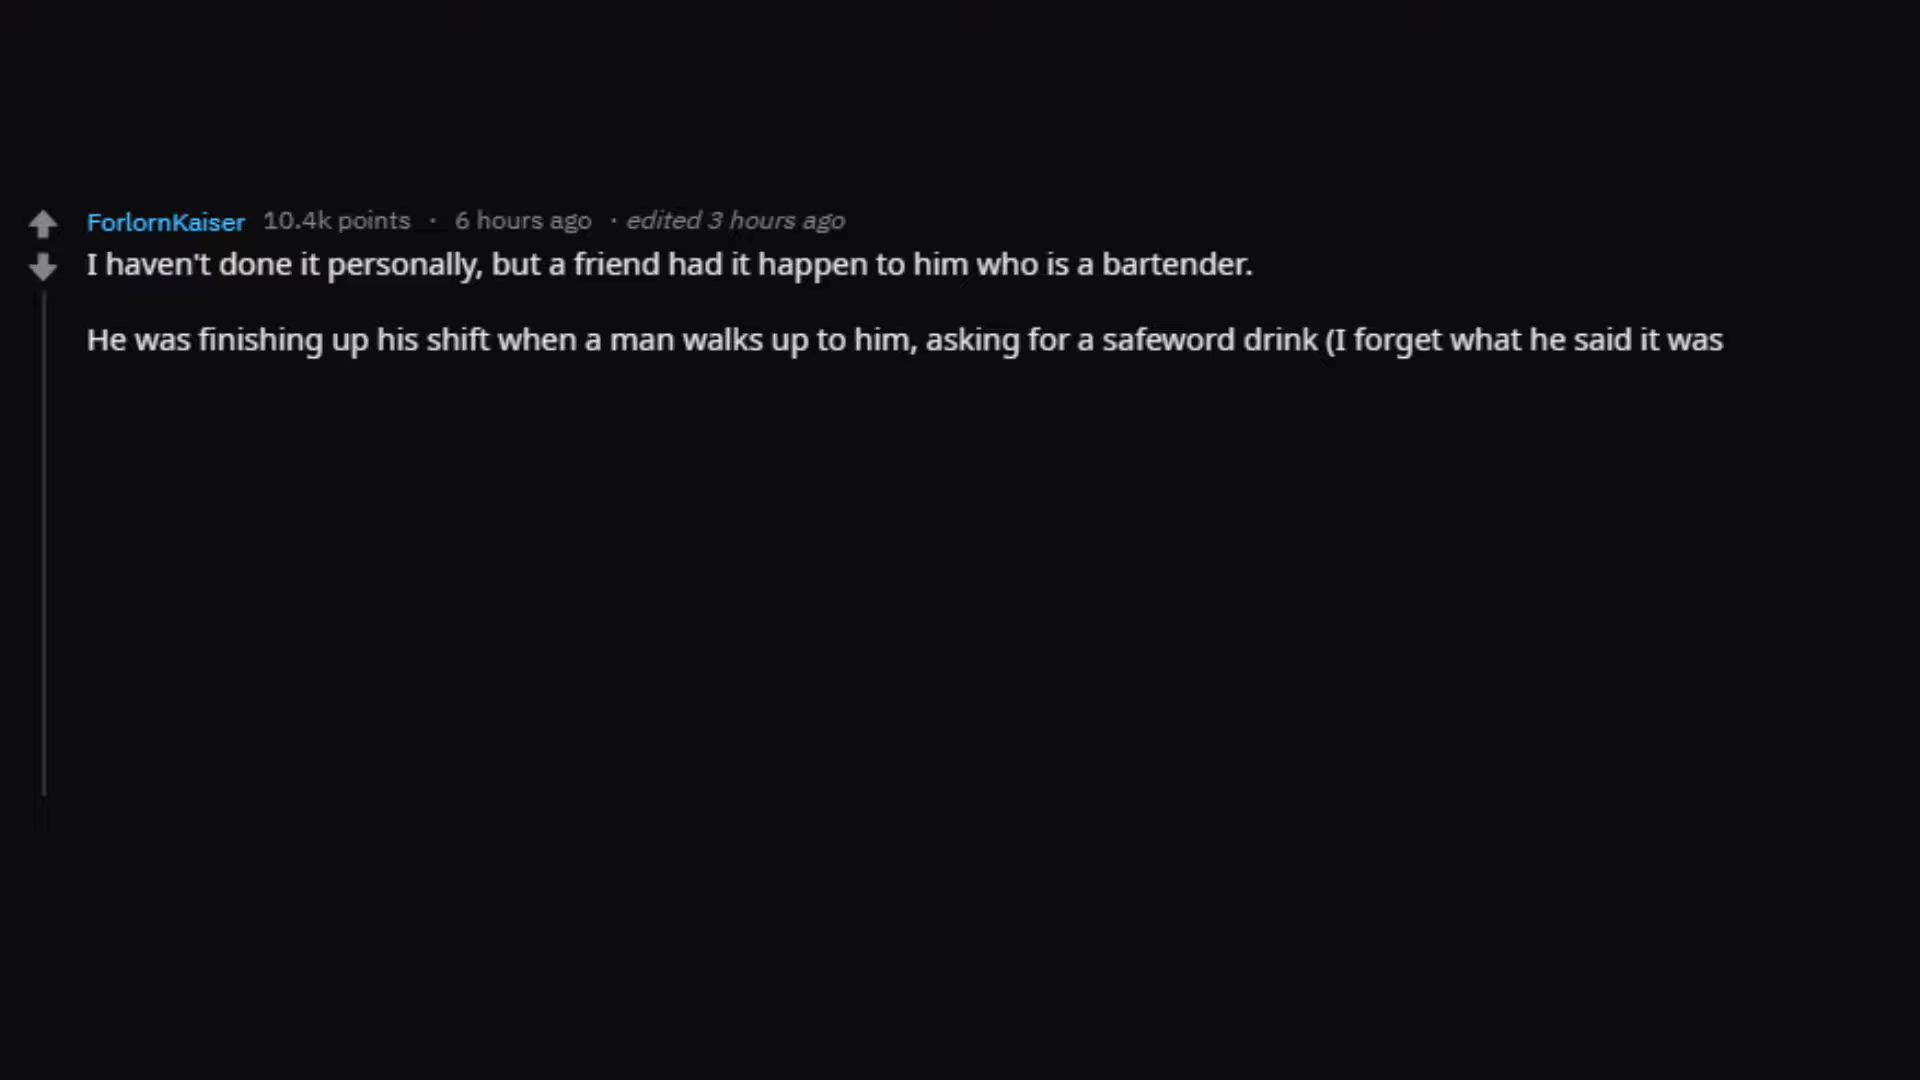 ForlornKaiser 10.4k points · 6 hours ago · edited 3 hours ago
I haven't done it personally, but a friend had it happen to him who is a bartender.
He was finishing up his shift when a man walks up to him, asking for a safeword drink (I forget what he said it was